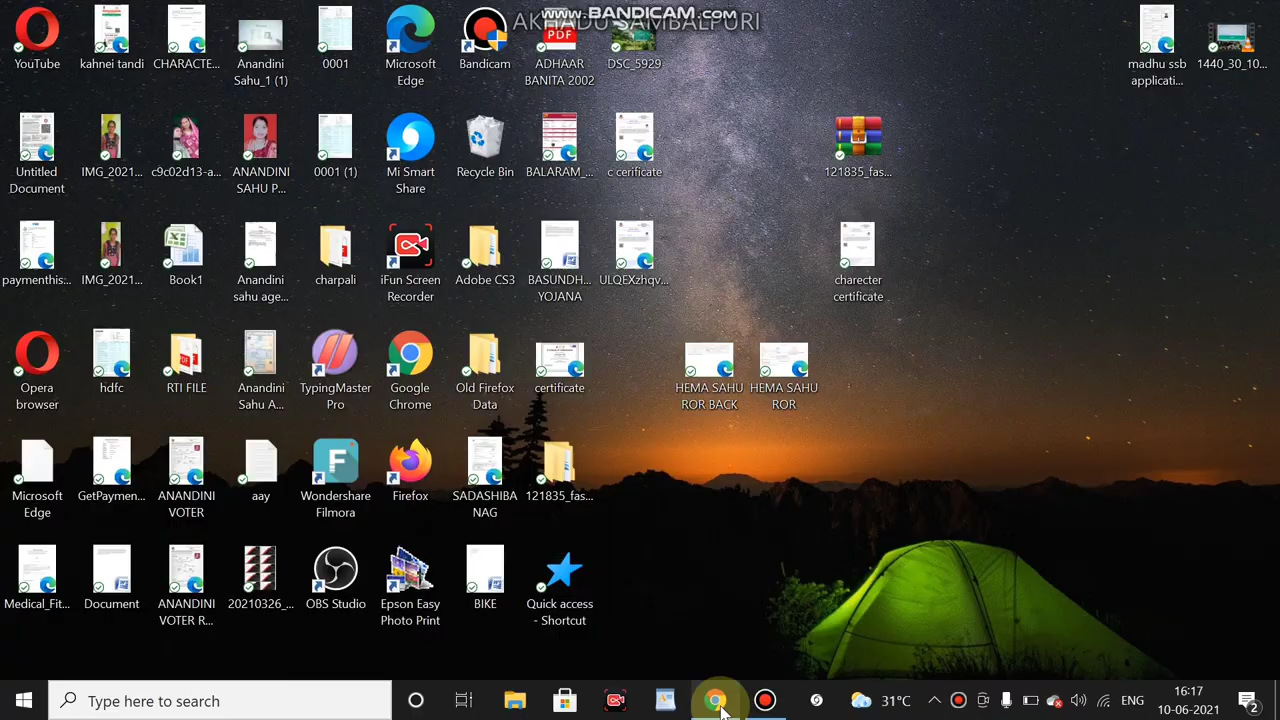 www.BANDICAM.com
AKHADU SAMBALPURI
YouTube
kahnei tandi
CHARACTE...
Anandini
Sahu_1 (1)
0001
Microsoft
Edge
Bandicam
PDF
ADHAAR
BANITA 2002
DSC_5929
madhu ssb
applicati...
1440_30_10...
Untitled
Document
IMG_2021...
c9c02d13-a...
ANANDINI
SAHU P...
0001 (1)
Mi Smart
Share
Recycle Bin
BALARAM_...
c cerificate
121835_fas...
paymenthis...
IMG_2021...
Book1
Anandini
sahu age...
charpali
iFun Screen
Recorder
Adobe CS3
BASUNDH...
YOJANA
ULQEXzhqv...
charecter
certificate
Opera
browser
hdfc
RTI FILE
Anandini
Sahu A...
TypingMaster
Pro
Google
Chrome
Old Firefox
Data
certificate
HEMA SAHU
ROR BACK
HEMA SAHU
ROR
Microsoft
Edge
GetPaymen...
ANANDINI
VOTER
aay
Wondershare
Filmora
Firefox
SADASHIBA
NAG
121835_fas...
Medical_Fit...
Document
ANANDINI
VOTER R...
20210326_...
OBS Studio
Epson Easy
Photo Print
BIKE
Quick access
- Shortcut
Type here to search
31°C
ENG
16:17
10-06-2021
2